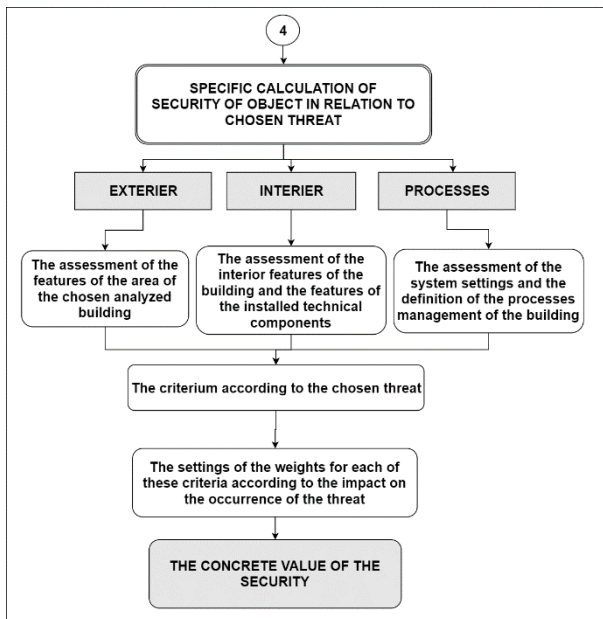 4
SPECIFIC CALCULATION OF
SECURITY OF OBJECT IN RELATION TO
CHOSEN THREAT
EXTERIER
INTERIER
PROCESSES
The assessment of the
features of the area of
the chosen analyzed
building
The assessment of the
interior features of the
building and the features of
the installed technical
components
The assessment of the
system settings and the
definition of the processes
management of the building
The criterium according to the chosen threat
The settings of the weights for each of
these criteria according to the impact on
the occurrence of the threat
THE CONCRETE VALUE OF THE
SECURITY